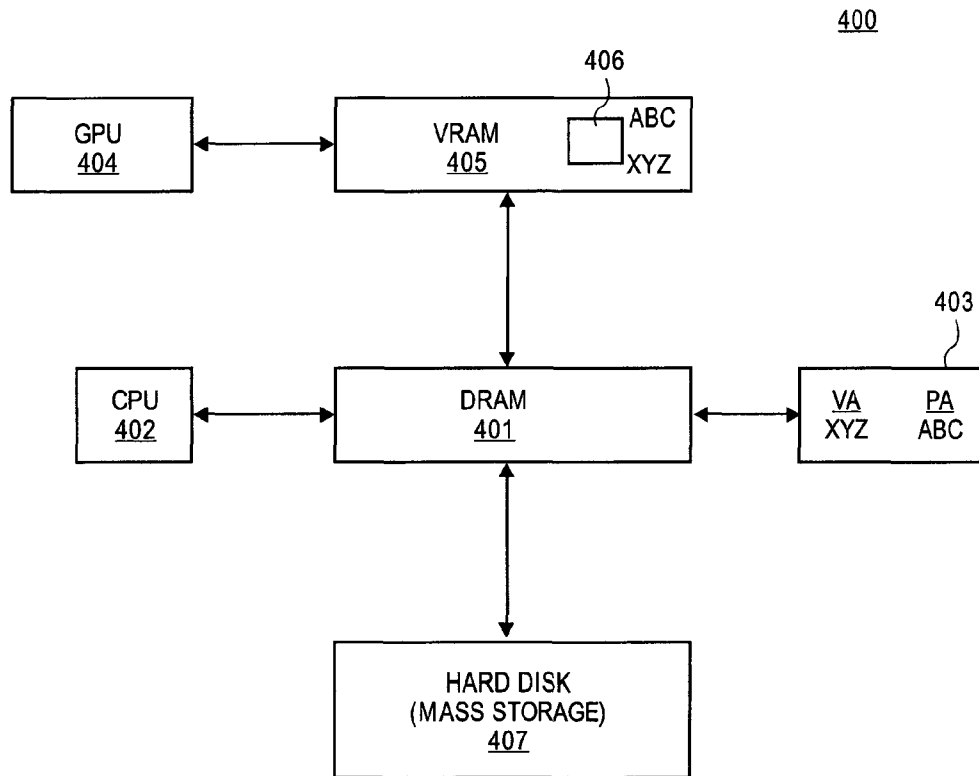 400
406
GPU
404
VRAM
405
ABC
XYZ
403
CPU
402
DRAM
401
VA PA
XYZ ABC
HARD DISK
(MASS STORAGE)
407